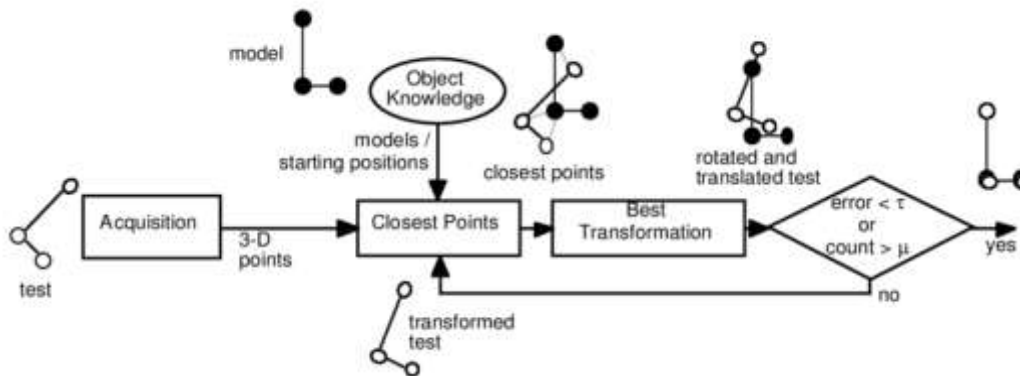 model
Object
Knowledge
models /
starting positions
closest points
rotated and
translated test
Acquisition
3-D
points
test
Closest Points
Best
Transformation
error < τ
or
count > μ
yes
no
transformed
test